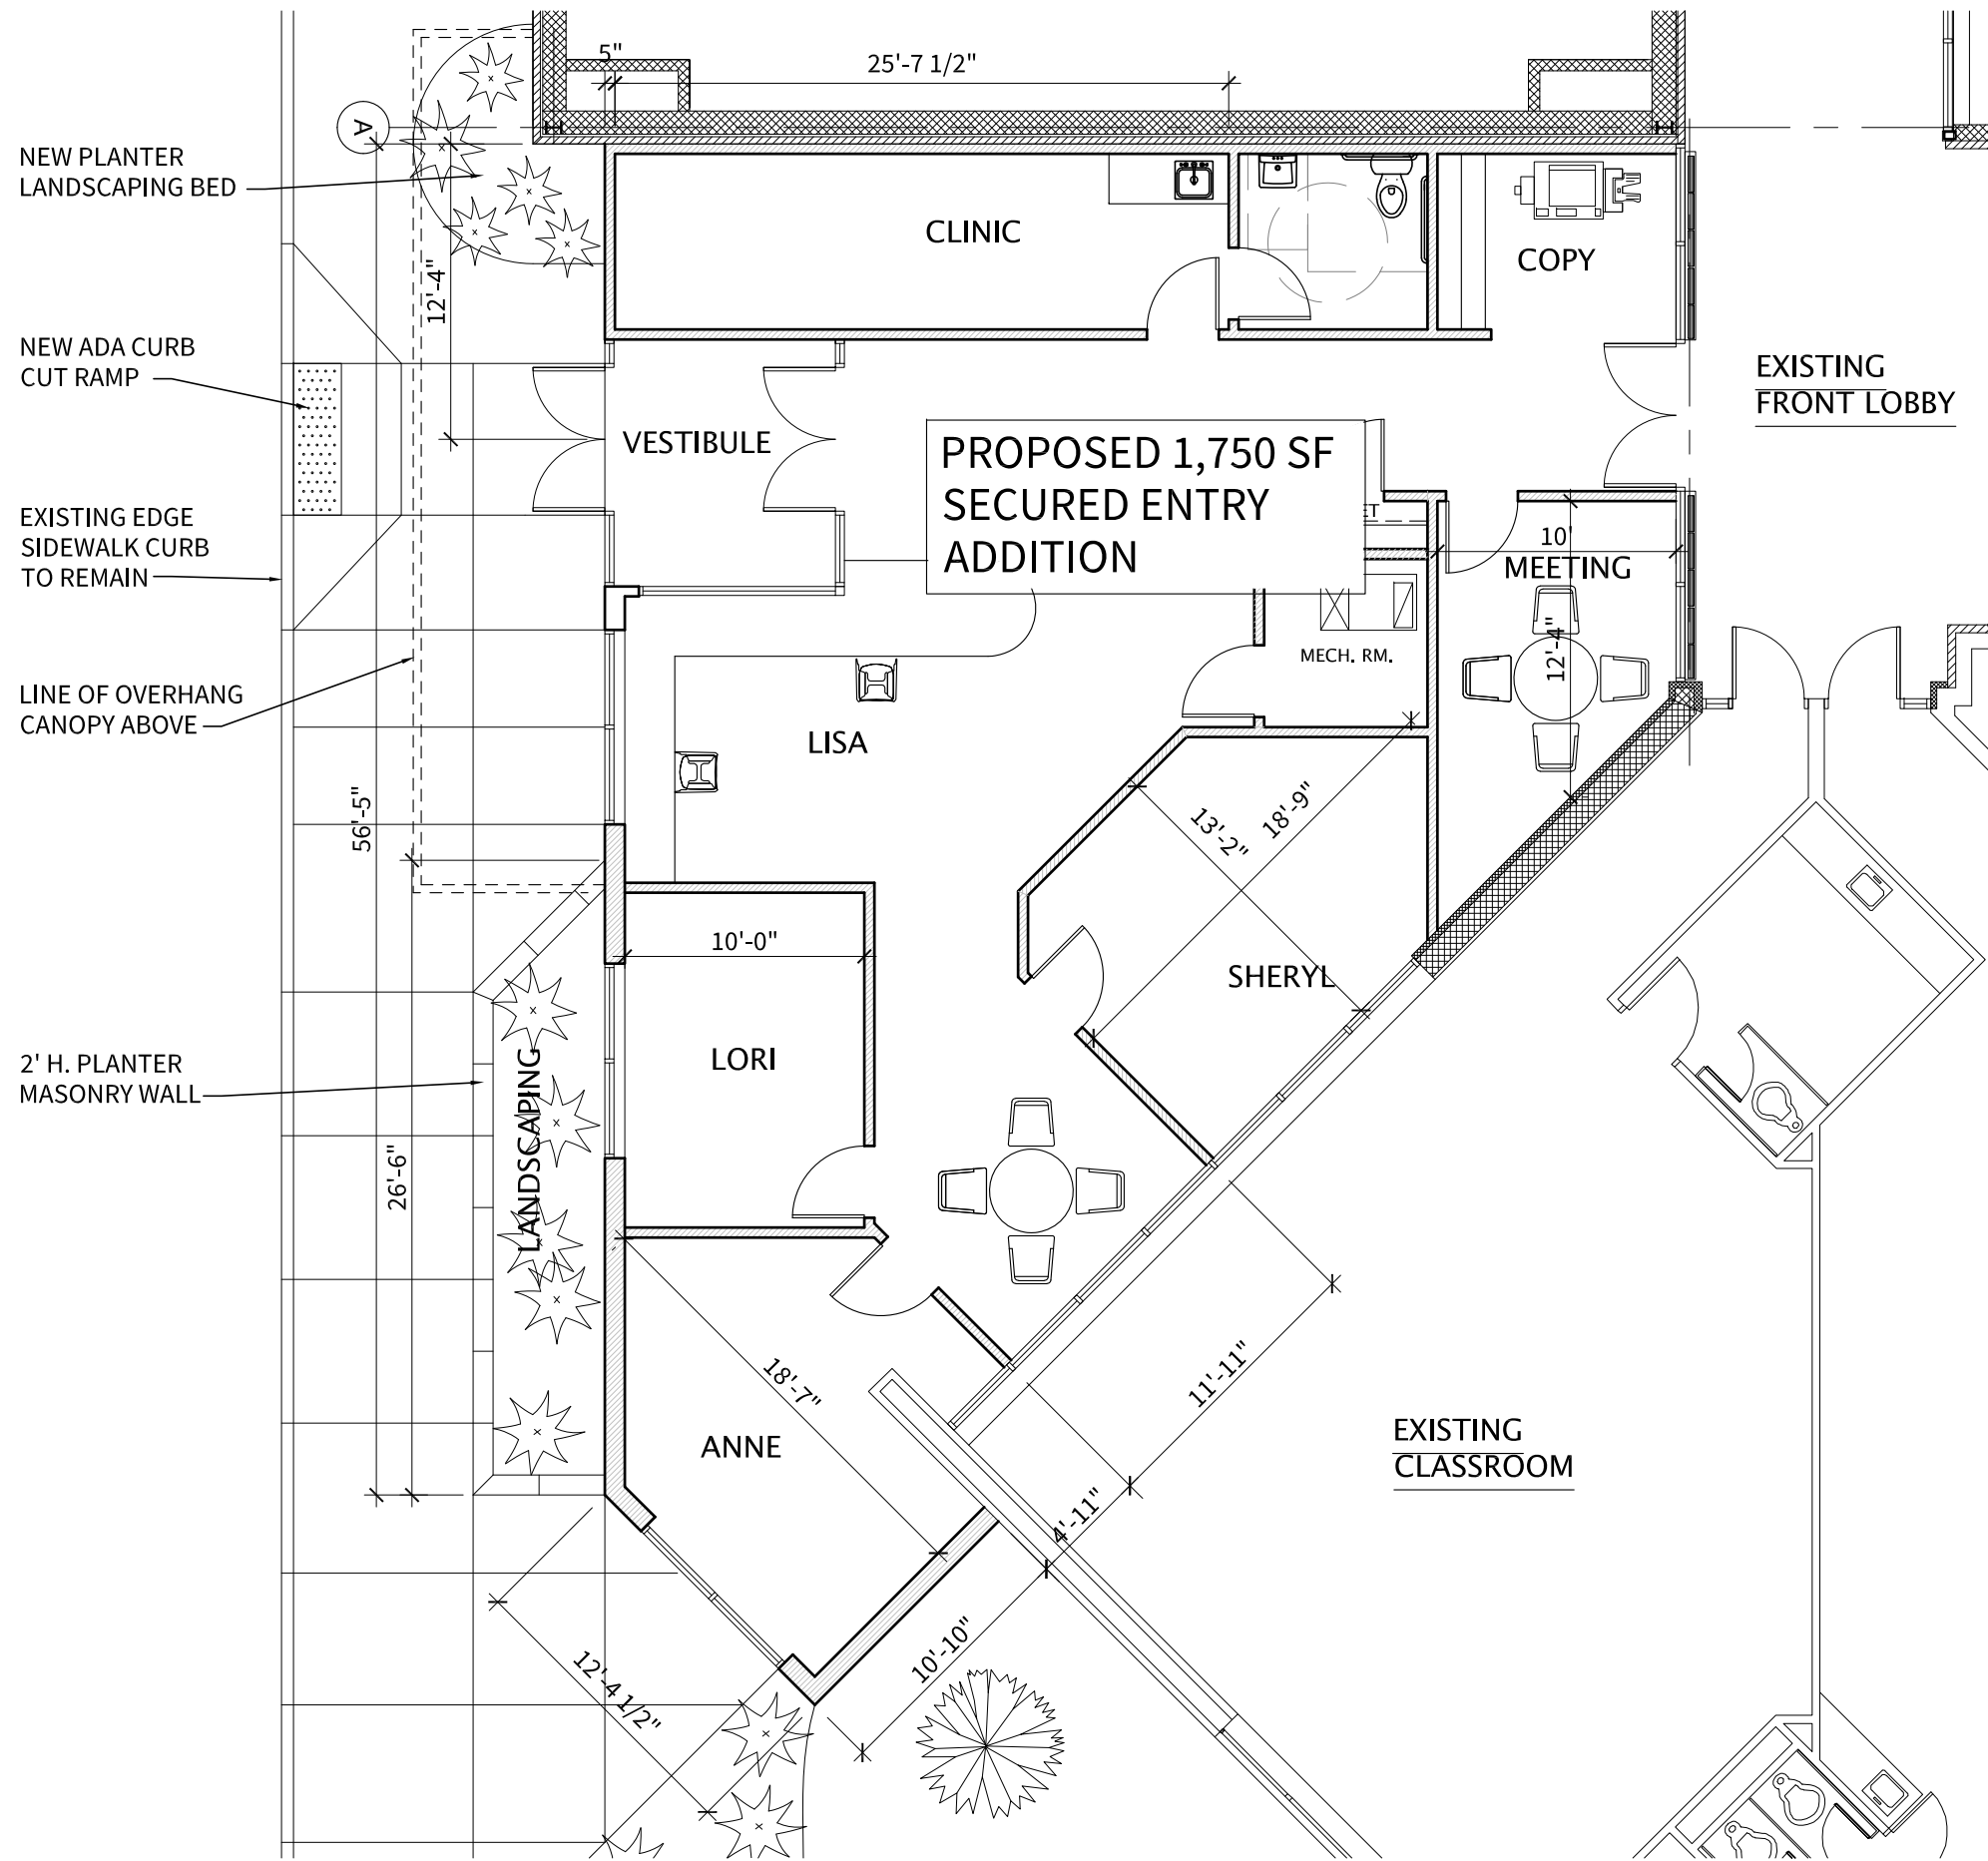 5"
25'-7 1/2"
A
NEW PLANTER
LANDSCAPING BED
CLINIC
COPY
12'-4"
NEW ADA CURB
CUT RAMP
EXISTING
FRONT LOBBY
VESTIBULE
PROPOSED 1,750 SF
SECURED ENTRY
ADDITION
EXISTING EDGE
SIDEWALK CURB
TO REMAIN
10'
MEETING
12'-4"
MECH. RM.
LINE OF OVERHANG
CANOPY ABOVE
LISA
56'-5"
13'-2"
18'-9"
10'-0"
SHERYL
2' H. PLANTER
MASONRY WALL
LORI
LANDSCAPING
26'-6"
18'-7"
11'-11"
ANNE
EXISTING
CLASSROOM
4'-11"
10'-10"
12'-4 1/2"